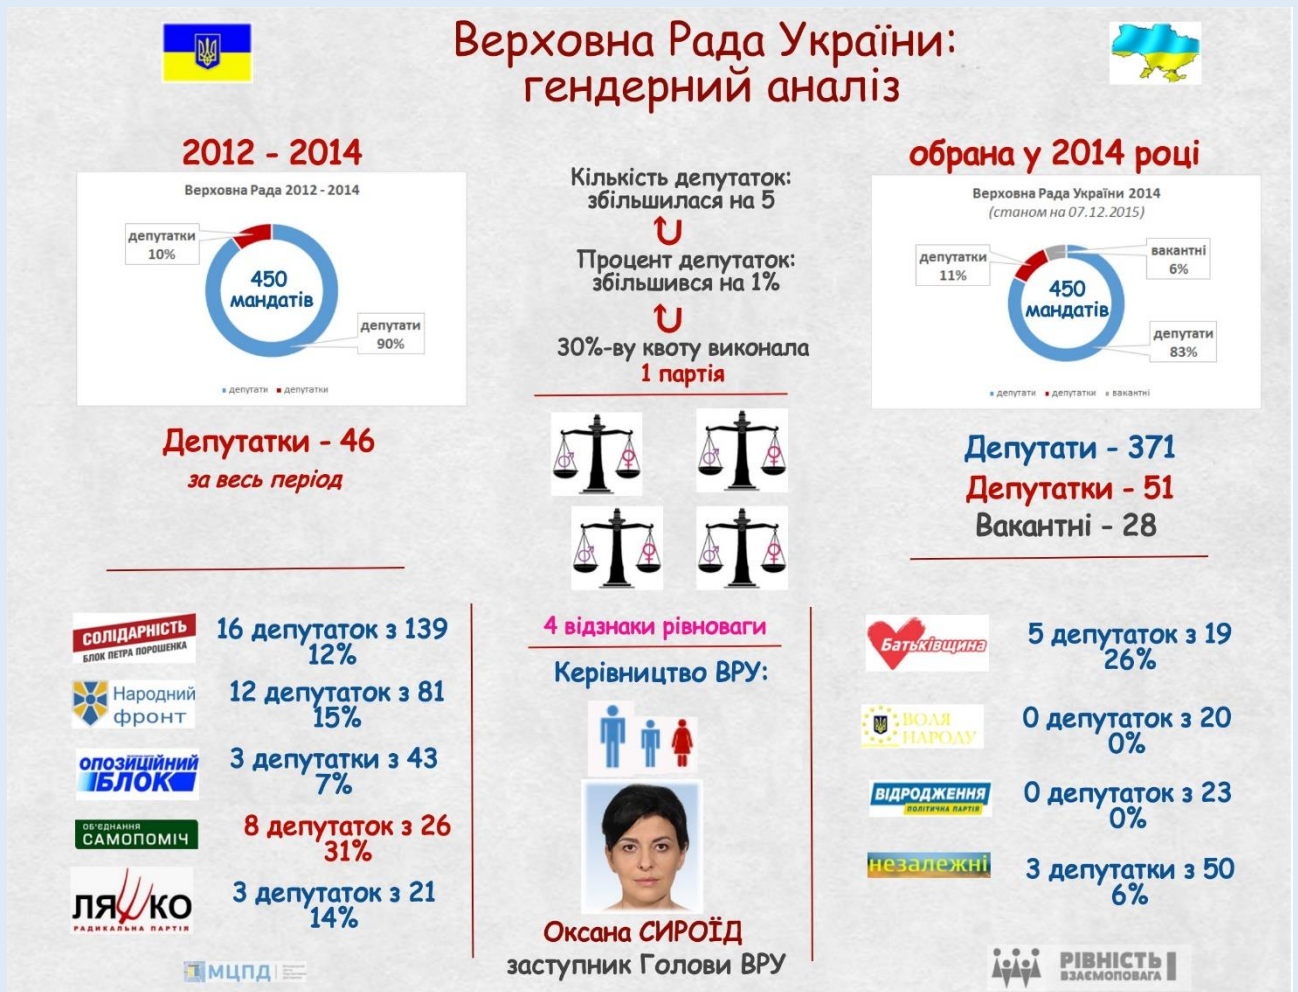 Верховна Рада України:
гендерний аналіз
2012 - 2014
Верховна Рада 2012 - 2014
депутатки
10%
450
мандатів
депутати
90%
депутати депутатки
Депутатки - 46
за весь період
Кількість депутаток:
збільшилася на 5
Процент депутаток:
збільшився на 1%
30%-ву квоту виконала
1 партія
4 відзнаки рівноваги
обрана у 2014 році
Верховна Рада України 2014
(станом на 07.12.2015)
депутатки
11%
вакантні
6%
450
мандатів
депутати
83%
депутати депутатки вакантні
Депутати - 371
Депутатки - 51
Вакантні - 28
СОЛІДАРНІСТЬ
БЛОК ПЕТРА ПОРОШЕНКА
16 депутаток з 139
12%
Народний
фронт
12 депутаток з 81
15%
ОПОЗИЦІЙНИЙ
БЛОК
3 депутатки з 43
7%
ОБ'ЄДНАННЯ
САМОПОМІЧ
8 депутаток з 26
31%
ЛЯШКО
РАДИКАЛЬНА ПАРТІЯ
3 депутаток з 21
14%
МЦПД
Керівництво ВРУ:
Оксана СИРОЇД
заступник Голови ВРУ
Батьківщина
5 депутаток з 19
26%
ВОЛЯ
НАРОДУ
0 депутаток з 20
0%
ВІДРОДЖЕННЯ
ПОЛІТИЧНА ПАРТІЯ
0 депутаток з 23
0%
незалежні
3 депутатки з 50
6%
РІВНІСТЬ
ВЗАЄМОПОВАГА